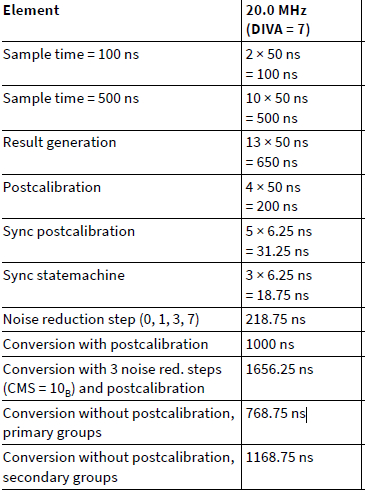 Element 20.0 MHz
(DIVA = 7)
Sample time = 100 ns 2 × 50 ns
= 100 ns
Sample time = 500 ns 10 × 50 ns
= 500 ns
Result generation 13 × 50 ns
= 650 ns
Postcalibration 4 × 50 ns
= 200 ns
Sync postcalibration 5 × 6.25 ns
= 31.25 ns
Sync statemachine 3 × 6.25 ns
= 18.75 ns
Noise reduction step (0, 1, 3, 7) 218.75 ns
Conversion with postcalibration 1000 ns
Conversion with 3 noise red. steps 1656.25 ns
(CMS = 10B) and postcalibration
Conversion without postcalibration, 768.75 ns
primary groups
Conversion without postcalibration, 1168.75 ns
secondary groups